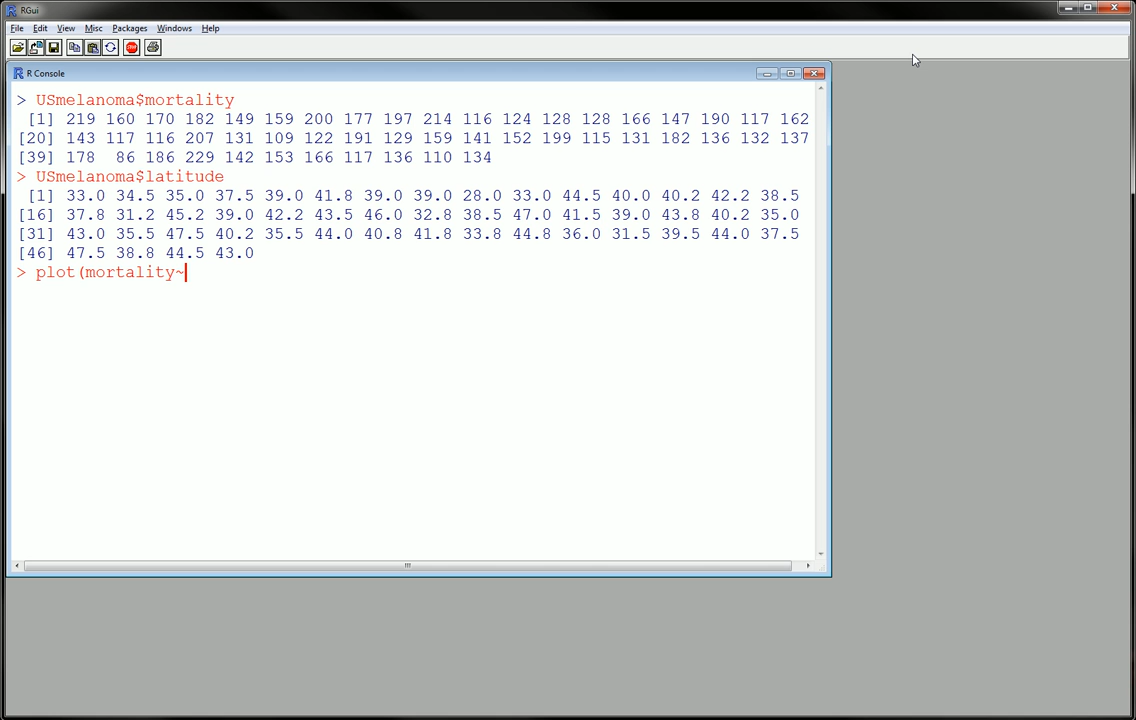 RGui
File Edit View Misc Packages Windows Help
STOP
R Console
> USmelanoma$mortality
[1] 219 160 170 182 149 159 200 177 197 214 116 124 128 128 166 147 190 117 162
[20] 143 117 116 207 131 109 122 191 129 159 141 152 199 115 131 182 136 132 137
[39] 178 86 186 229 142 153 166 117 136 110 134
> USmelanoma$latitude
[1] 33.0 34.5 35.0 37.5 39.0 41.8 39.0 39.0 28.0 33.0 44.5 40.0 40.2 42.2 38.5
[16] 37.8 31.2 45.2 39.0 42.2 43.5 46.0 32.8 38.5 47.0 41.5 39.0 43.8 40.2 35.0
[31] 43.0 35.5 47.5 40.2 35.5 44.0 40.8 41.8 33.8 44.8 36.0 31.5 39.5 44.0 37.5
[46] 47.5 38.8 44.5 43.0
> plot(mortality~